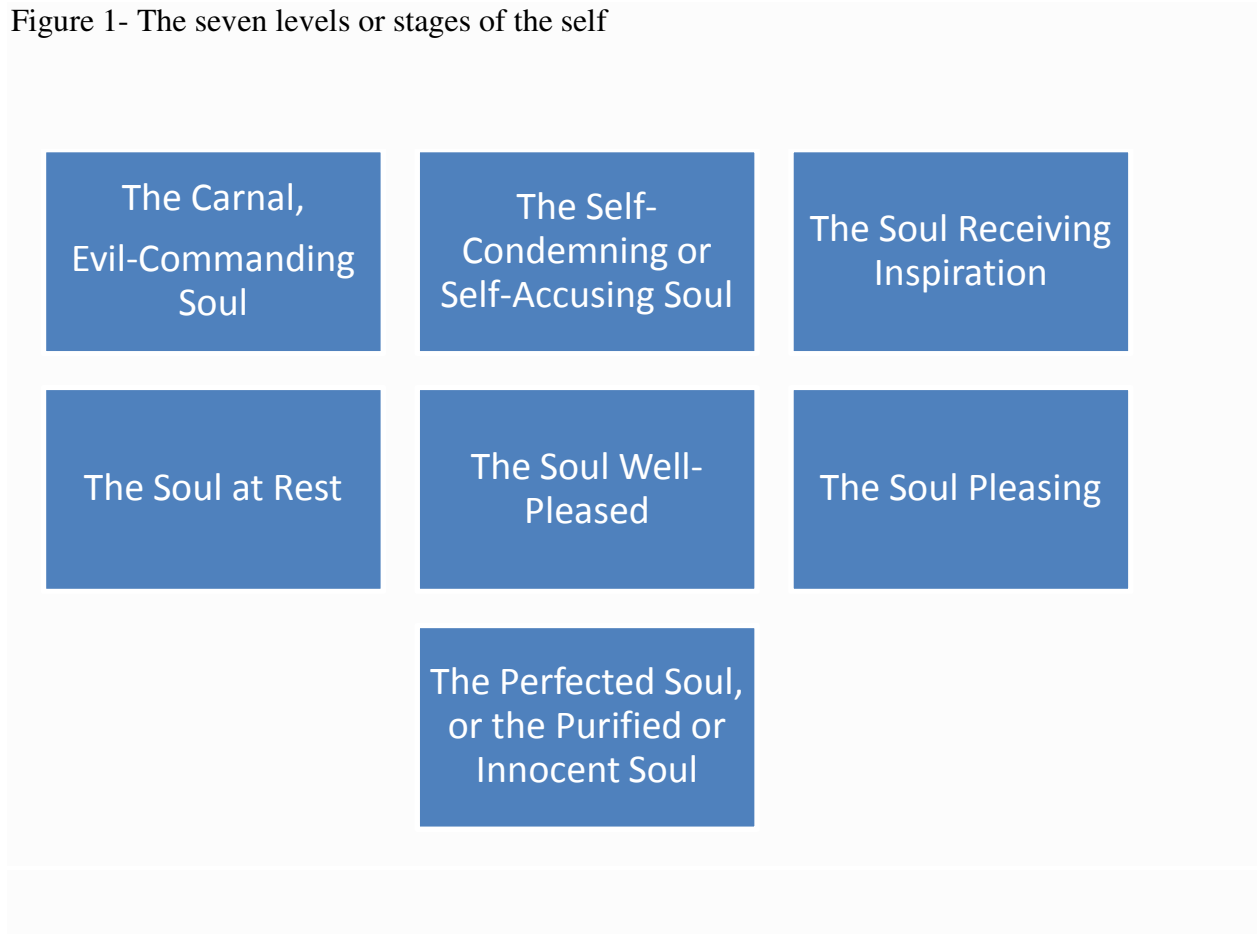 Figure 1- The seven levels or stages of the self
The Carnal,
Evil-Commanding
Soul
The Self-
Condemning or
Self-Accusing Soul
The Soul Receiving
Inspiration
The Soul at Rest
The Soul Well-
Pleased
The Soul Pleasing
The Perfected Soul,
or the Purified or
Innocent Soul